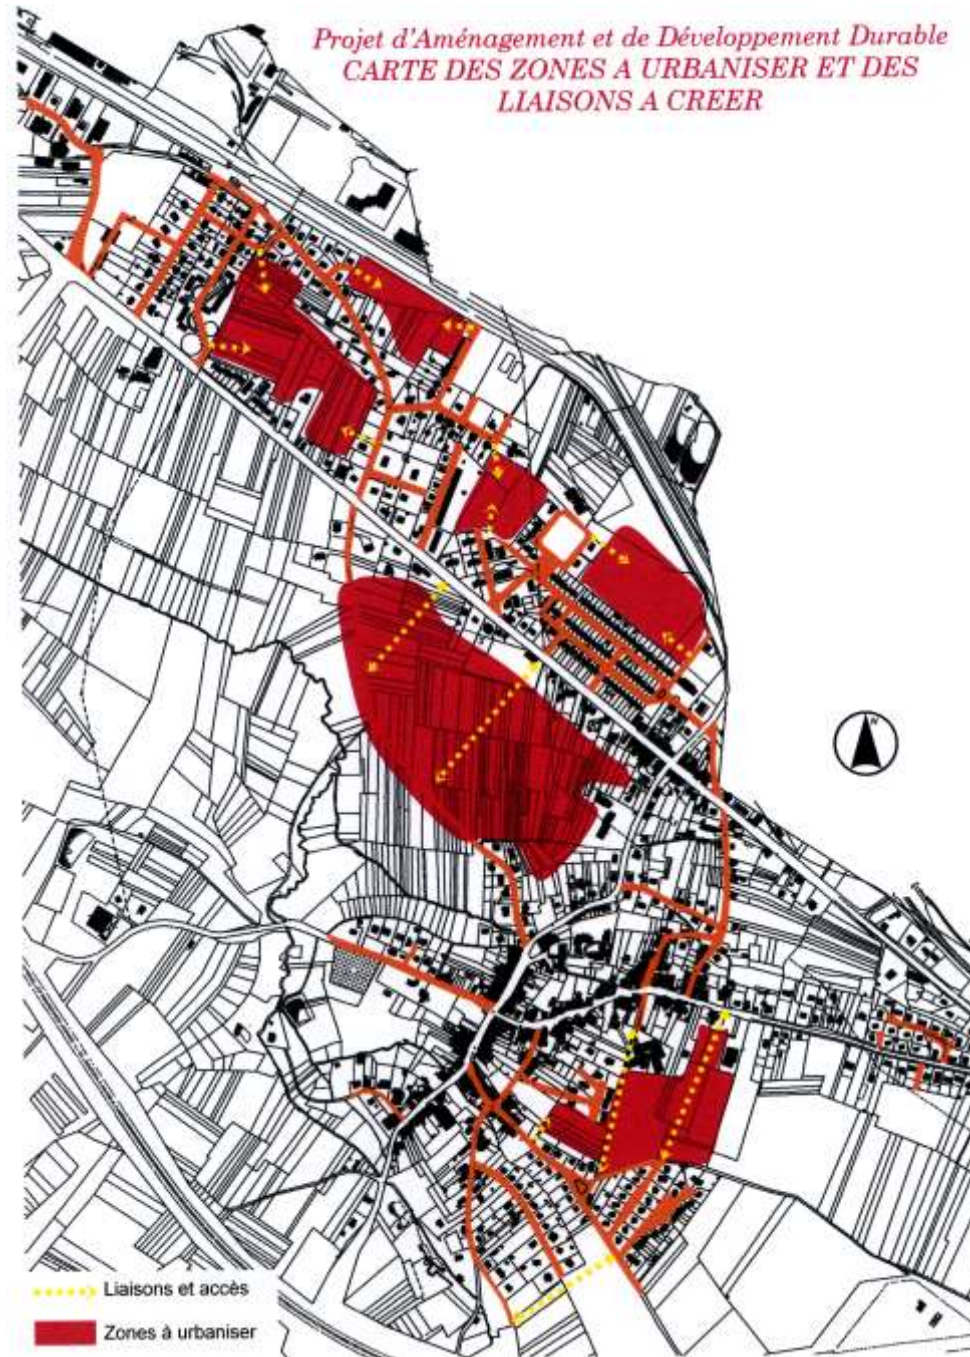 Projet d'Aménagement et de Développement Durable
CARTE DES ZONES A URBANISER ET DES
LIAISONS A CREER
N
Liaisons et accès
Zones à urbaniser